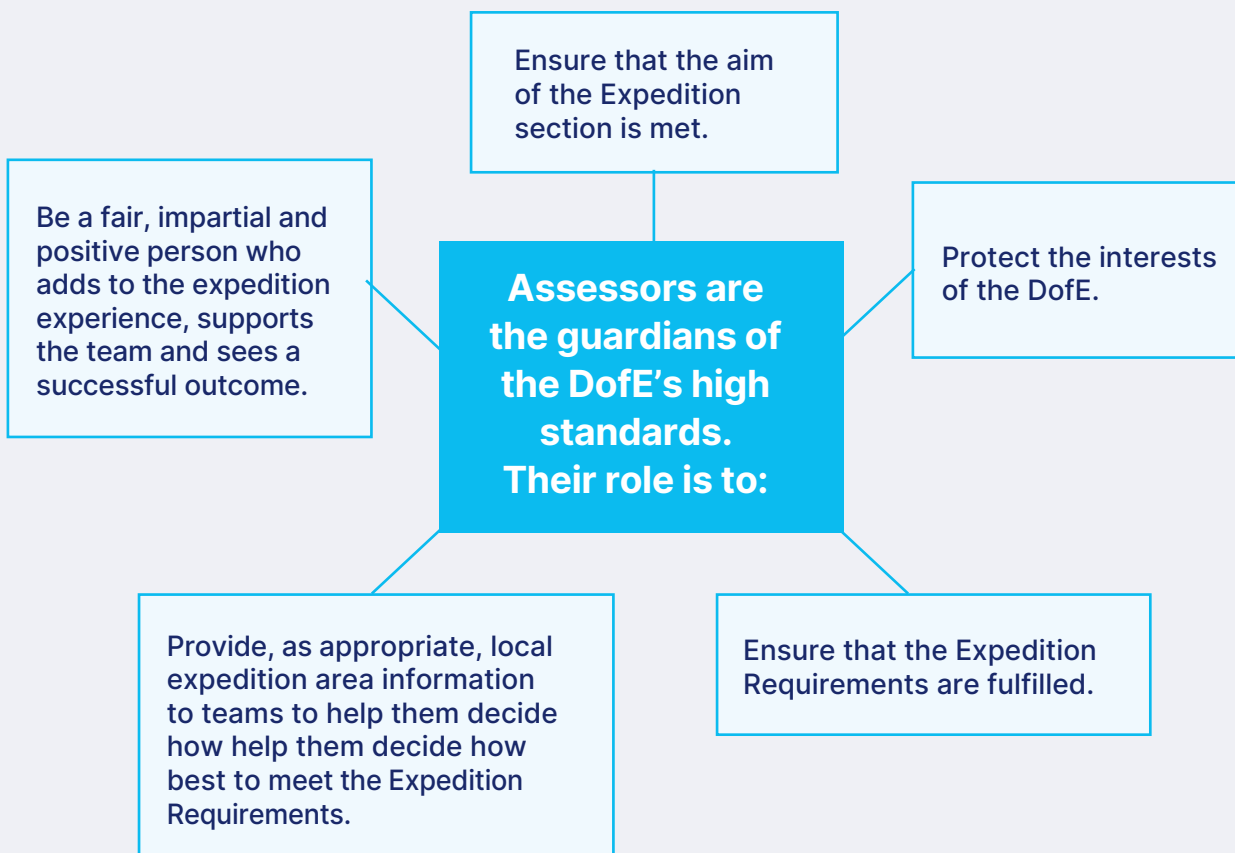 Ensure that the aim
of the Expedition
section is met.
Be a fair, impartial and
positive person who
adds to the expedition
experience, supports
the team and sees a
successful outcome.
Assessors are
the guardians of
the DofE’s high
standards.
Their role is to:
Protect the interests
of the DofE.
Provide, as appropriate, local
expedition area information
to teams to help them decide
how help them decide how
best to meet the Expedition
Requirements.
Ensure that the Expedition
Requirements are fulfilled.